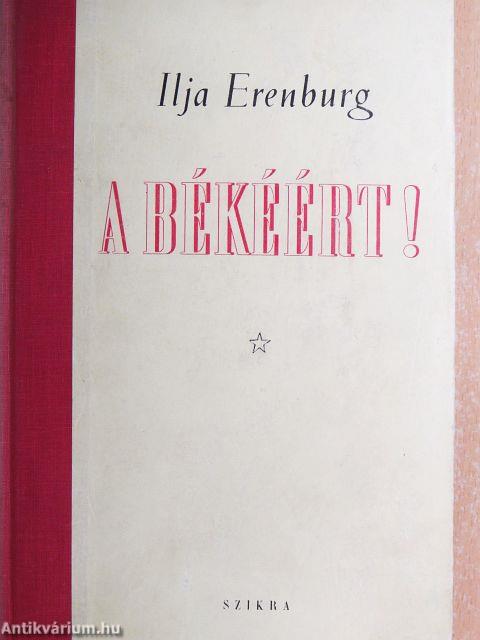 Ilja Erenburg
A BÉKÉÉRT!
SZIKRA
Antikvárium.hu